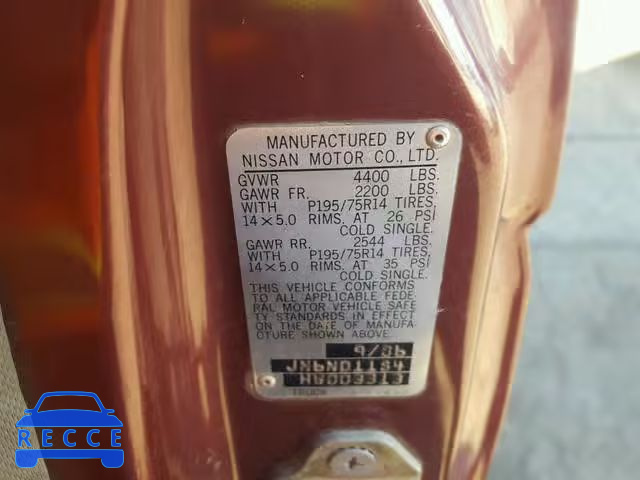 MANUFACTURED BY
NISSAN MOTOR CO., LTD.
GVWR 4400 LBS.
GAWR FR. 2200 LBS.
WITH P195/75R14 TIRES,
14×5.0 RIMS. AT 26 PSI
COLD SINGLE.
GAWR RR. 2544 LBS.
WITH P195/75R14 TIRES,
14×5.0 RIMS. AT 35 PSI
COLD SINGLE.
THIS VEHICLE CONFORMS
TO ALL APPLICABLE FEDE-
RAL MOTOR VEHICLE SAFE
TY STANDARDS IN EFFECT
ON THE DATE OF MANUFA-
OTURE SHOWN ABOVE.
9/86
JN6ND11S4
TRUCK
RECCE